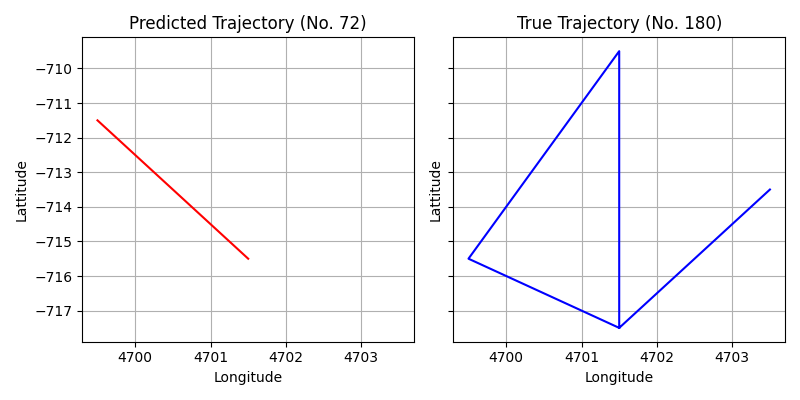 Predicted Trajectory (No. 72)
True Trajectory (No. 180)
−710
−711
−712
−713
−714
−715
−716
−717
Lattitude
Lattitude
4700 4701 4702 4703
4700 4701 4702 4703
Longitude
Longitude